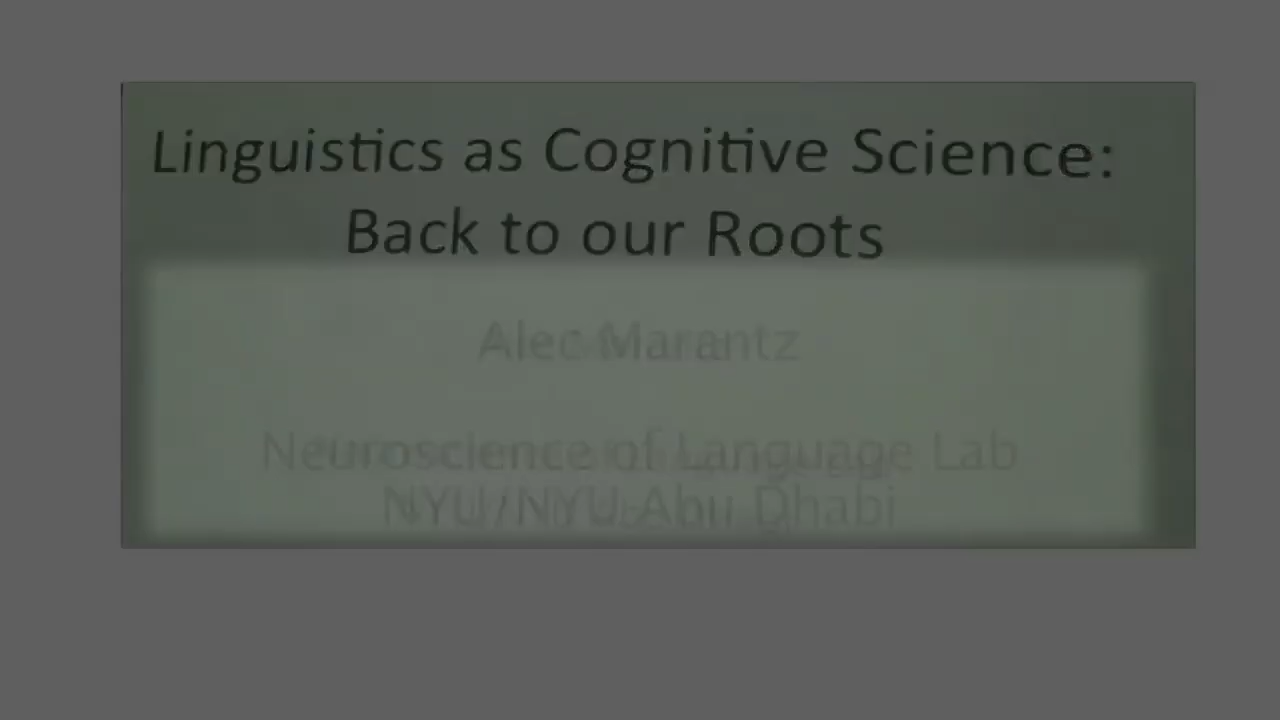 Linguistics as Cognitive Science:
Back to our Roots
Alec Marantz
Neuroscience of Language Lab
NYU/NYU Abu Dhabi